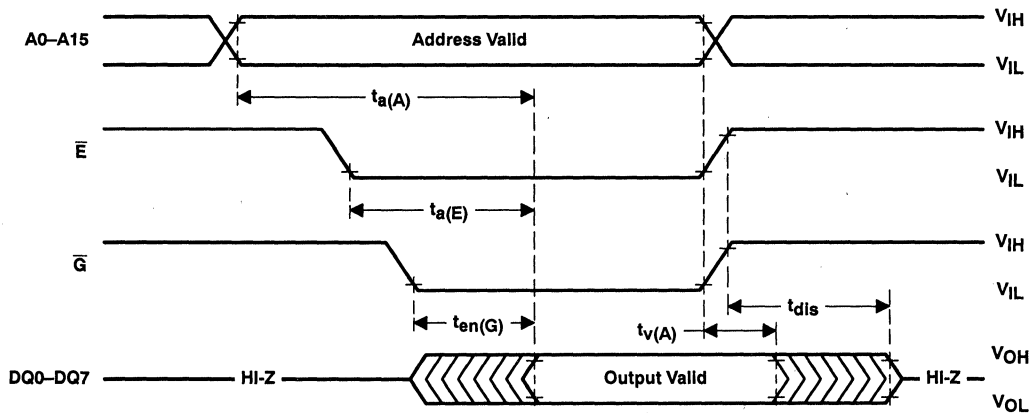 A0–A15 Address Valid VIH
VIL
ta(A)
E VIH
VIL
ta(E)
G VIH
VIL
ten(G) tv(A) tdis
DQ0–DQ7 HI-Z Output Valid HI-Z VOH
VOL